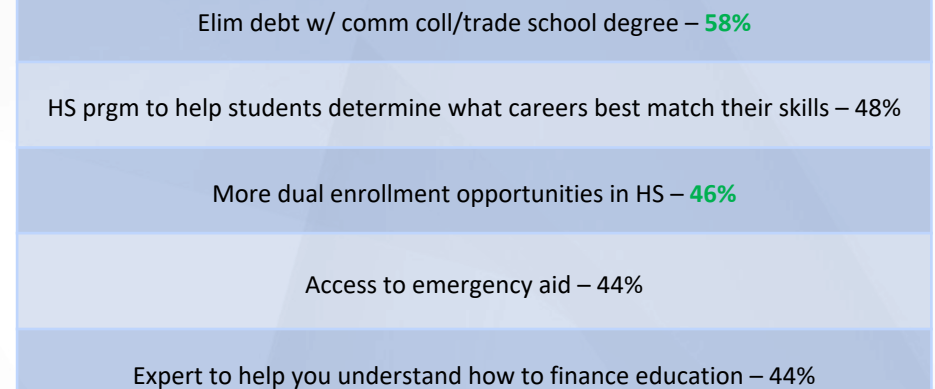 Elim debt w/ comm coll/trade school degree – 58%
HS prgm to help students determine what careers best match their skills – 48%
More dual enrollment opportunities in HS – 46%
Access to emergency aid – 44%
Expert to help you understand how to finance education – 44%